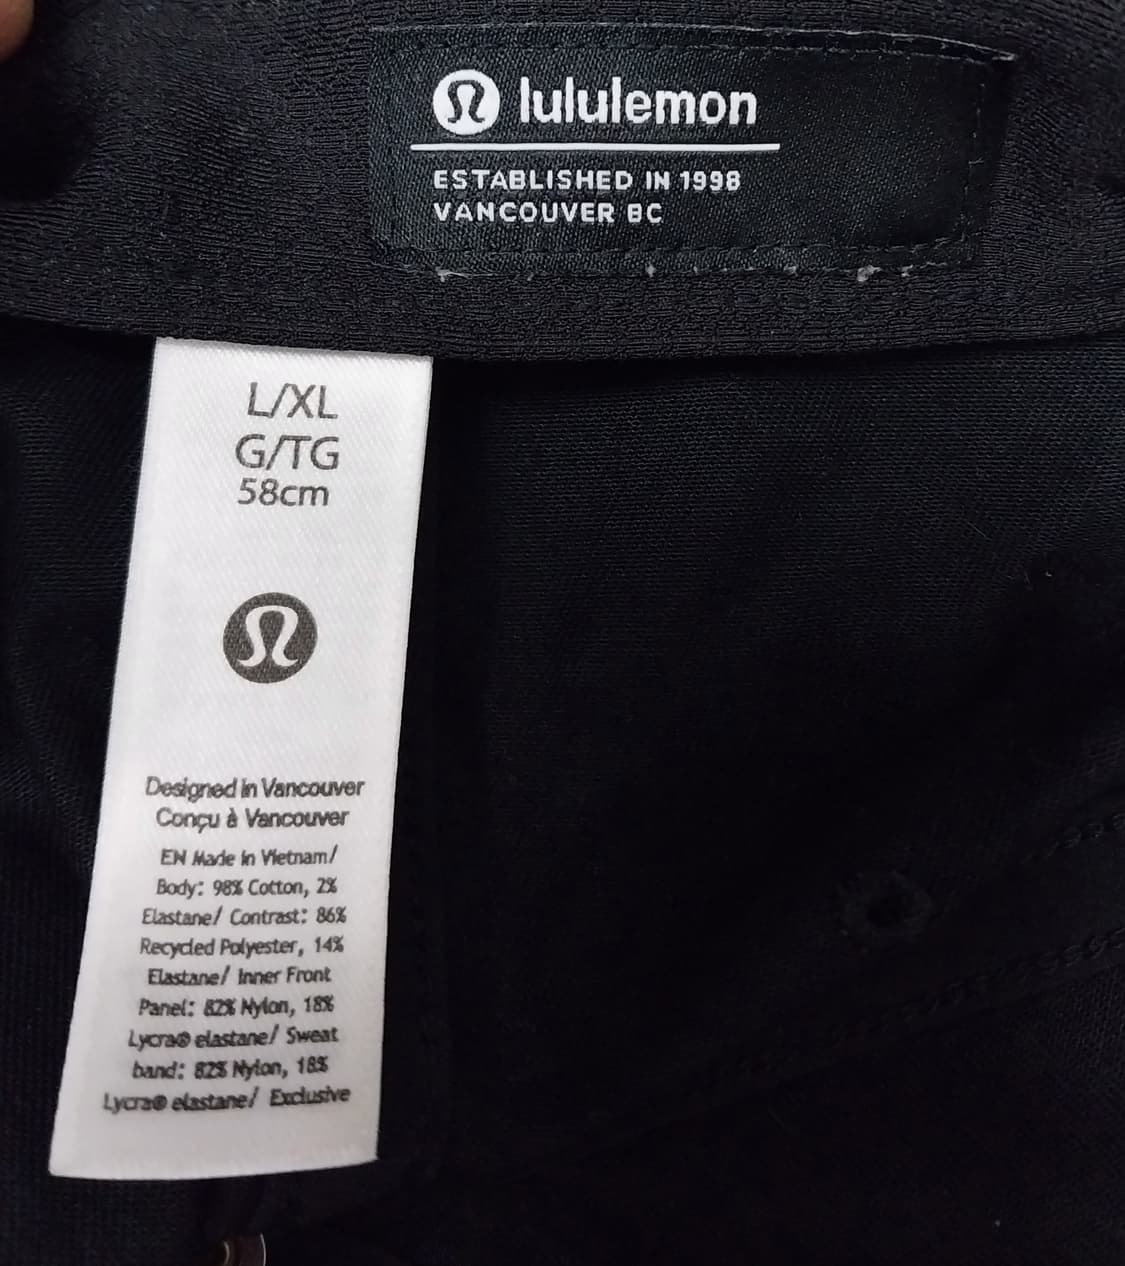 lululemon
ESTABLISHED IN 1998
VANCOUVER BC
L/XL
G/TG
58cm
Designed in Vancouver
Conçu à Vancouver
EN Made in Vietnam/
Body: 98% Cotton, 2%
Elastane/ Contrast: 86%
Recycled Polyester, 14%
Elastane/ Inner Front
Panel: 82% Nylon, 18%
Lycra® elastane/ Sweat
band: 82% Nylon, 18%
Lycra® elastane/ Exclusive